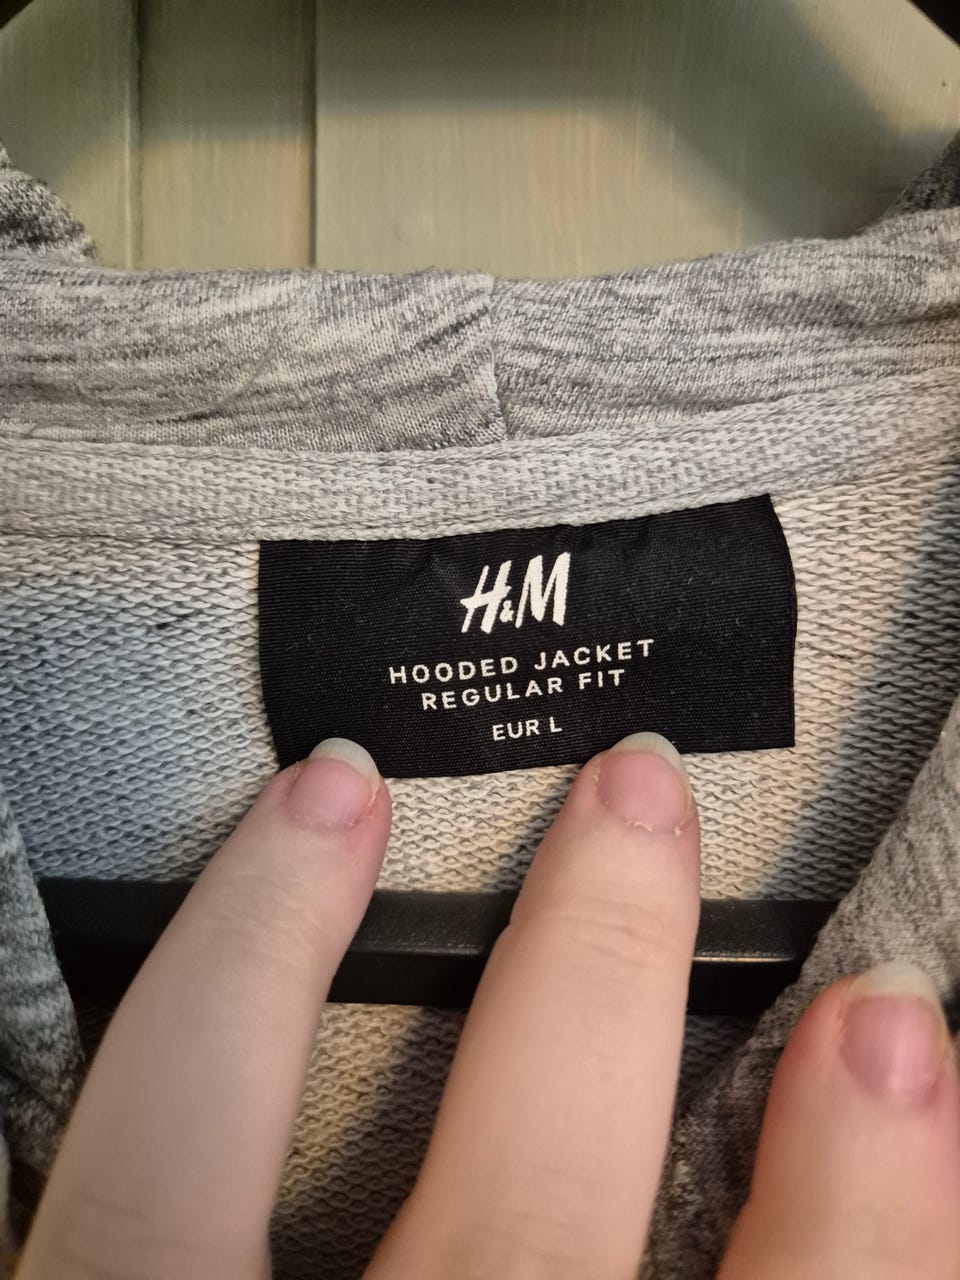 H&M
HOODED JACKET
REGULAR FIT
EUR L